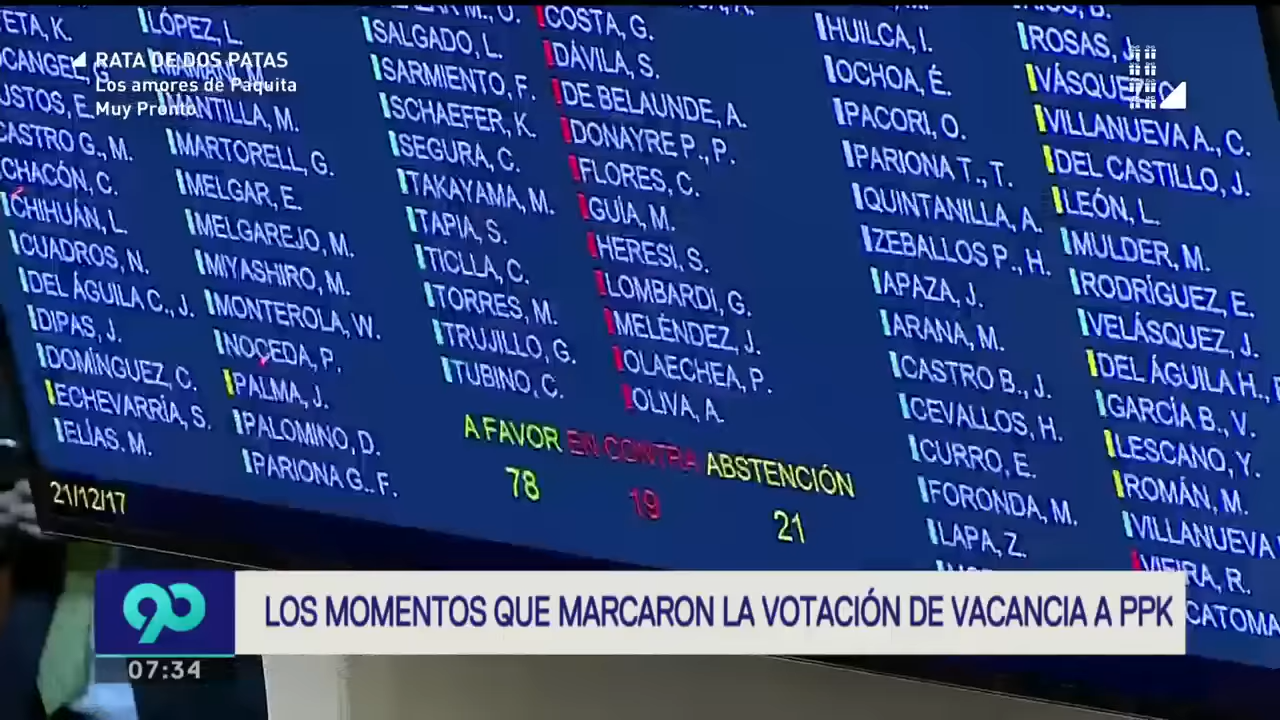 RATA DE DOS PATAS
Los amores de Paquita
Muy Pronto
CASTRO G., M.
CHACÓN, C.
CHIHUÁN, L.
CUADROS, N.
DEL ÁGUILA C., J.
DIPAS, J.
DOMÍNGUEZ, C.
ECHEVARRÍA, S.
ELÍAS, M.
LÓPEZ, L.
MANTILLA, M.
MARTORELL, G.
MELGAR, E.
MELGAREJO, M.
MIYASHIRO, M.
MONTEROLA, W.
NOCEDA, P.
PALMA, J.
PALOMINO, D.
PARIONA G., F.
SALGADO, L.
SARMIENTO, F.
SCHAEFER, K.
SEGURA, C.
TAKAYAMA, M.
TAPIA, S.
TICLLA, C.
TORRES, M.
TRUJILLO, G.
TUBINO, C.
COSTA, G.
DÁVILA, S.
DE BELAUNDE, A.
DONAYRE P., P.
FLORES, C.
GUÍA, M.
HERESI, S.
LOMBARDI, G.
MELÉNDEZ, J.
OLAECHEA, P.
OLIVA, A.
HUILCA, I.
OCHOA, É.
PACORI, O.
PARIONA T., T.
QUINTANILLA, A.
ZEBALLOS P., H.
APAZA, J.
ARANA, M.
CASTRO B., J.
CEVALLOS, H.
CURRO, E.
FORONDA, M.
LAPA, Z.
ROSAS, J.
VILLANUEVA A., C.
DEL CASTILLO, J.
LEÓN, L.
MULDER, M.
RODRÍGUEZ, E.
VELÁSQUEZ, J.
DEL ÁGUILA H.,
GARCÍA B., V.
LESCANO, Y.
ROMÁN, M.
VILLANUEVA
VIEIRA, R.
A FAVOR EN CONTRA ABSTENCIÓN
78 19 21
21/12/17
90
LOS MOMENTOS QUE MARCARON LA VOTACIÓN DE VACANCIA A PPK
07:34